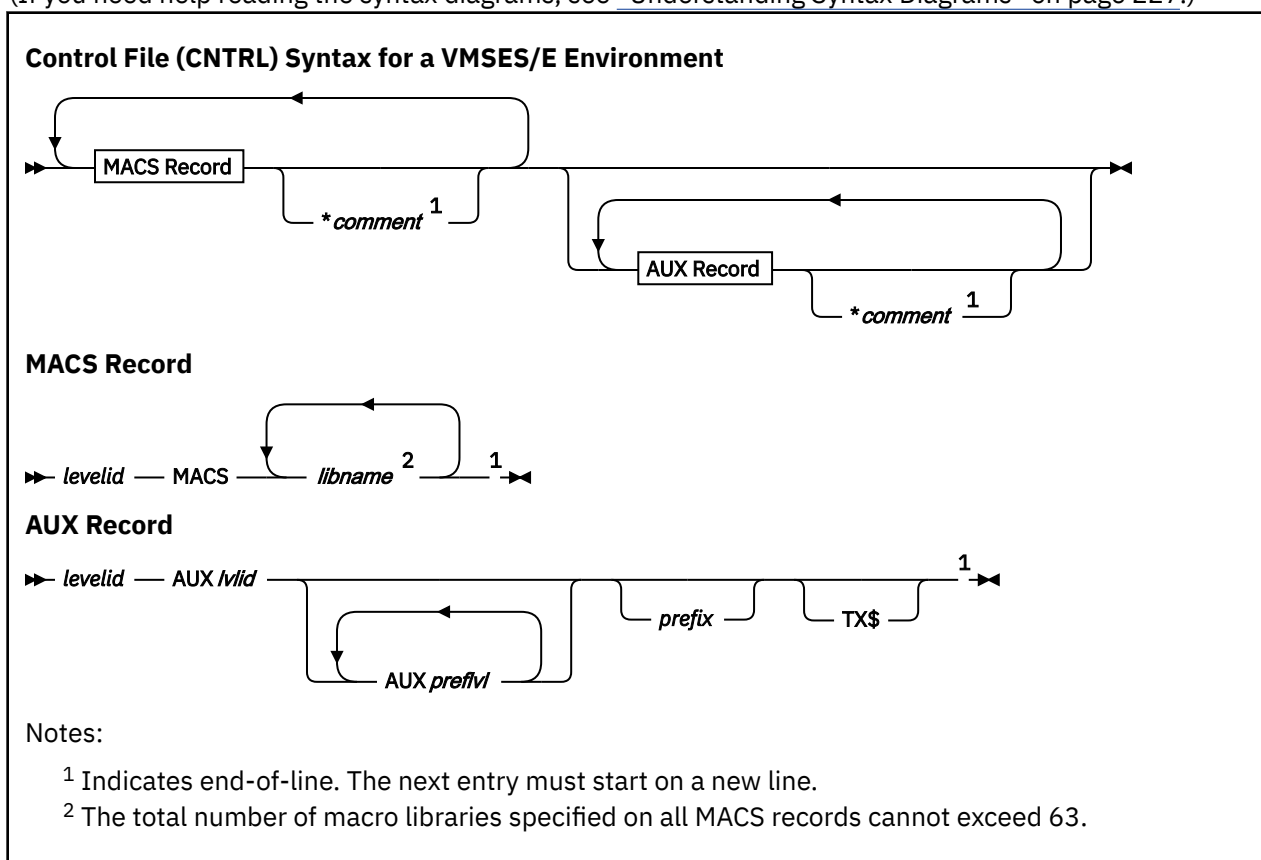 (If you need help reading the syntax diagrams, see "Understanding Syntax Diagrams" on page 227.)
Control File (CNTRL) Syntax for a VMSES/E Environment
MACS Record
* comment 1
AUX Record
* comment 1
MACS Record
levelid MACS libname 2 1
AUX Record
levelid AUX lvlid 1
prefix TX$
AUX preflvl
Notes:
1 Indicates end-of-line. The next entry must start on a new line.
2 The total number of macro libraries specified on all MACS records cannot exceed 63.